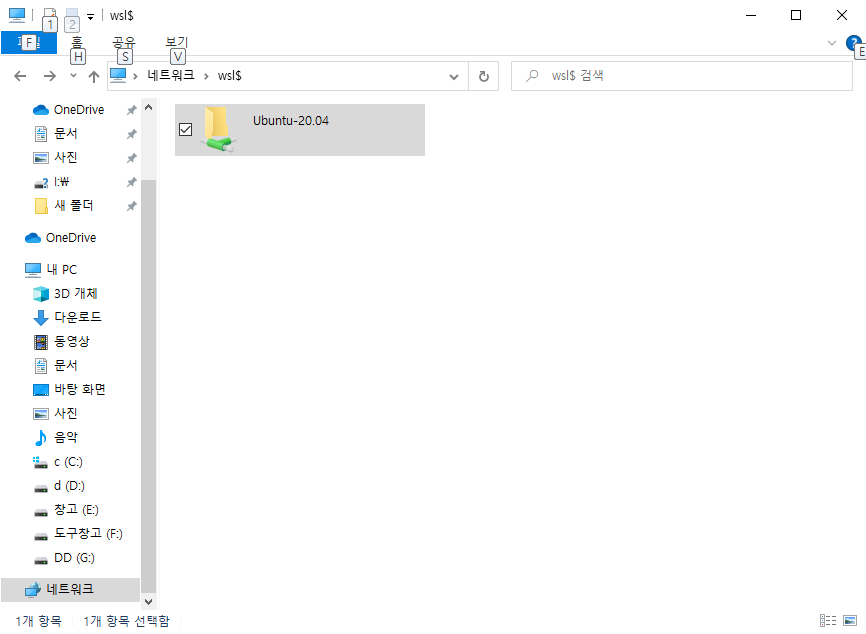 wsl$
1
2
파일
F
홈
H
공유
S
보기
V
?
E
네트워크 > wsl$
wsl$ 검색
OneDrive
문서
사진
I:₩
새 폴더
OneDrive
내 PC
3D 개체
다운로드
동영상
문서
바탕 화면
사진
음악
c (C:)
d (D:)
창고 (E:)
도구창고 (F:)
DD (G:)
네트워크
Ubuntu-20.04
1개 항목
1개 항목 선택함